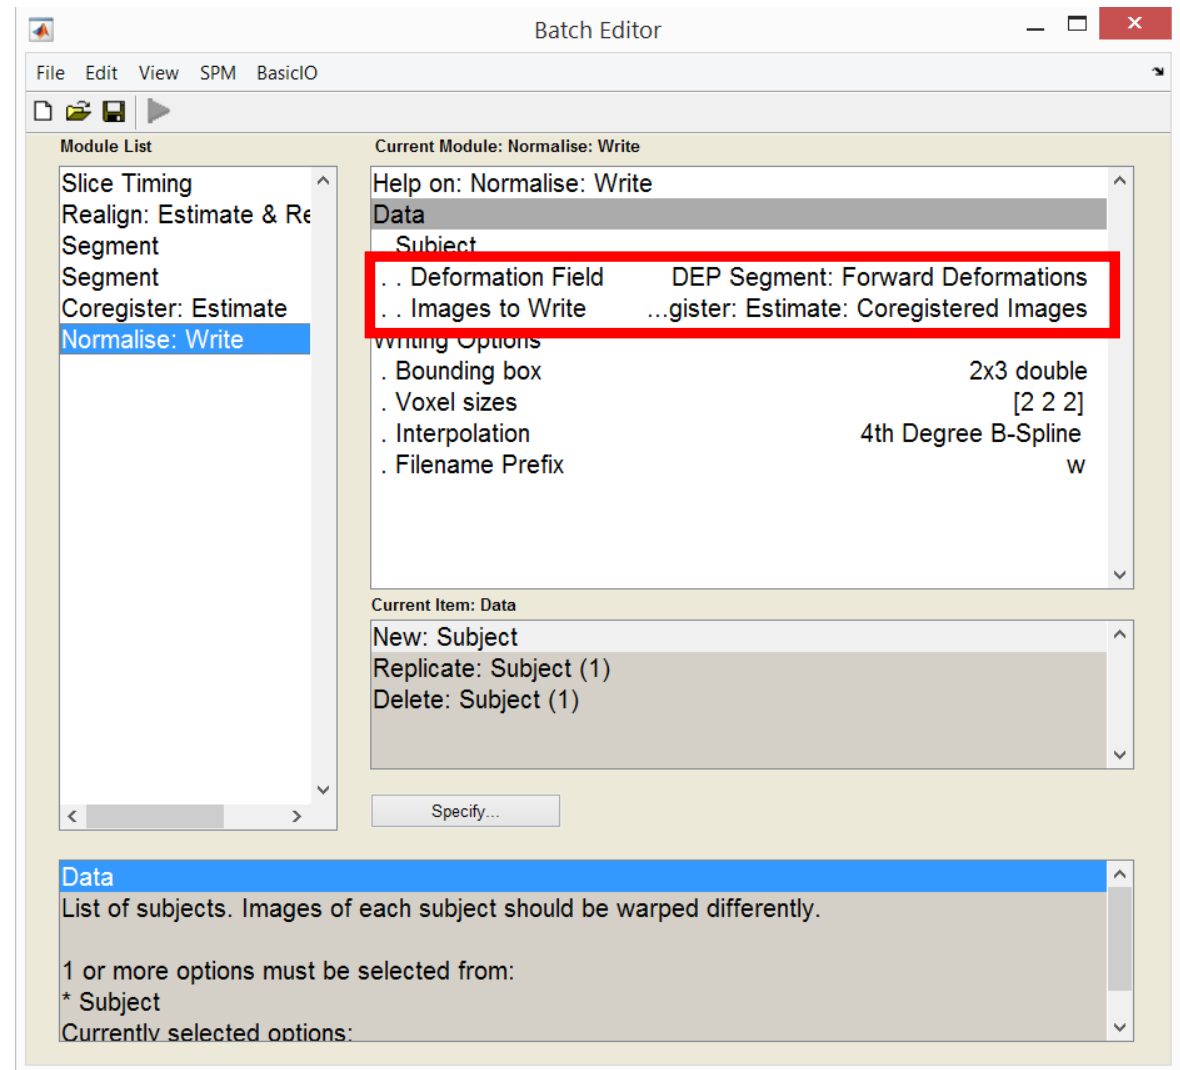 Batch Editor
File Edit View SPM BasicIO
Module List
Slice Timing
Realign: Estimate & Re
Segment
Segment
Coregister: Estimate
Normalise: Write
Current Module: Normalise: Write
Help on: Normalise: Write
Data
. Subject
. . Deformation Field DEP Segment: Forward Deformations
. . Images to Write ...gister: Estimate: Coregistered Images
Writing Options
. Bounding box 2x3 double
. Voxel sizes [2 2 2]
. Interpolation 4th Degree B-Spline
. Filename Prefix w
Current Item: Data
New: Subject
Replicate: Subject (1)
Delete: Subject (1)
Specify...
Data
List of subjects. Images of each subject should be warped differently.
1 or more options must be selected from:
* Subject
Currently selected options: